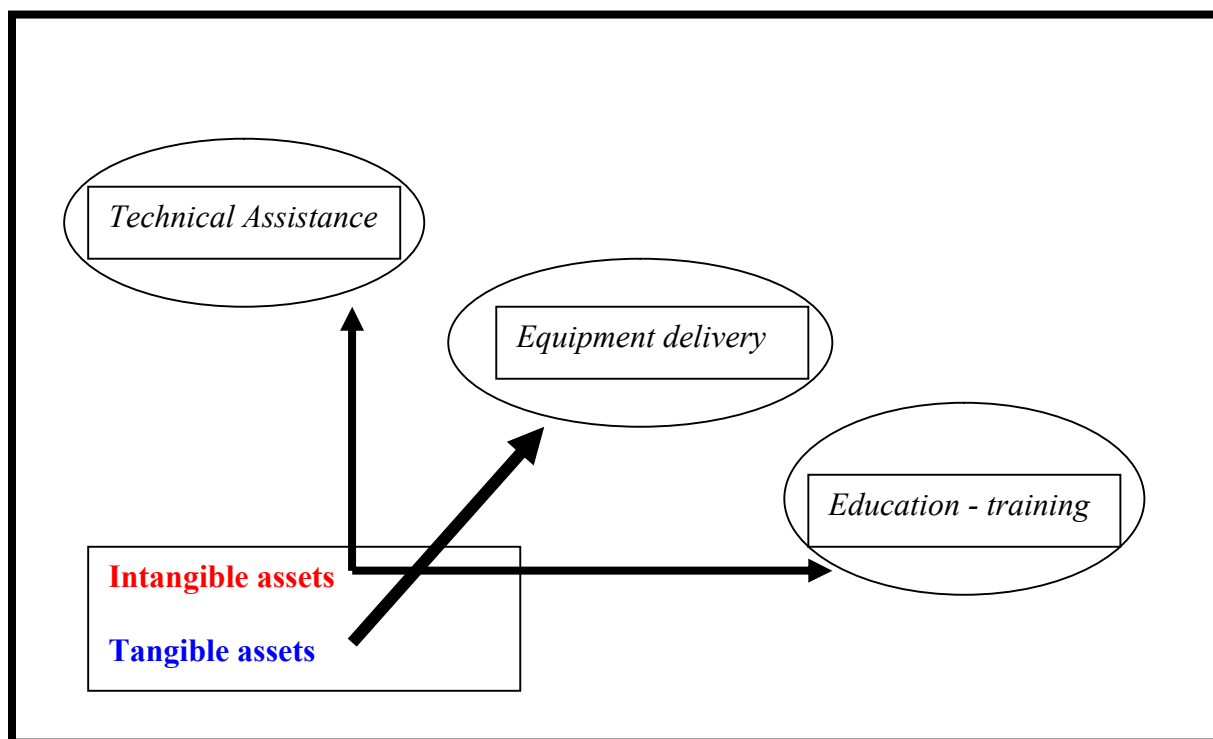 Technical Assistance
Equipment delivery
Education - training
Intangible assets
Tangible assets